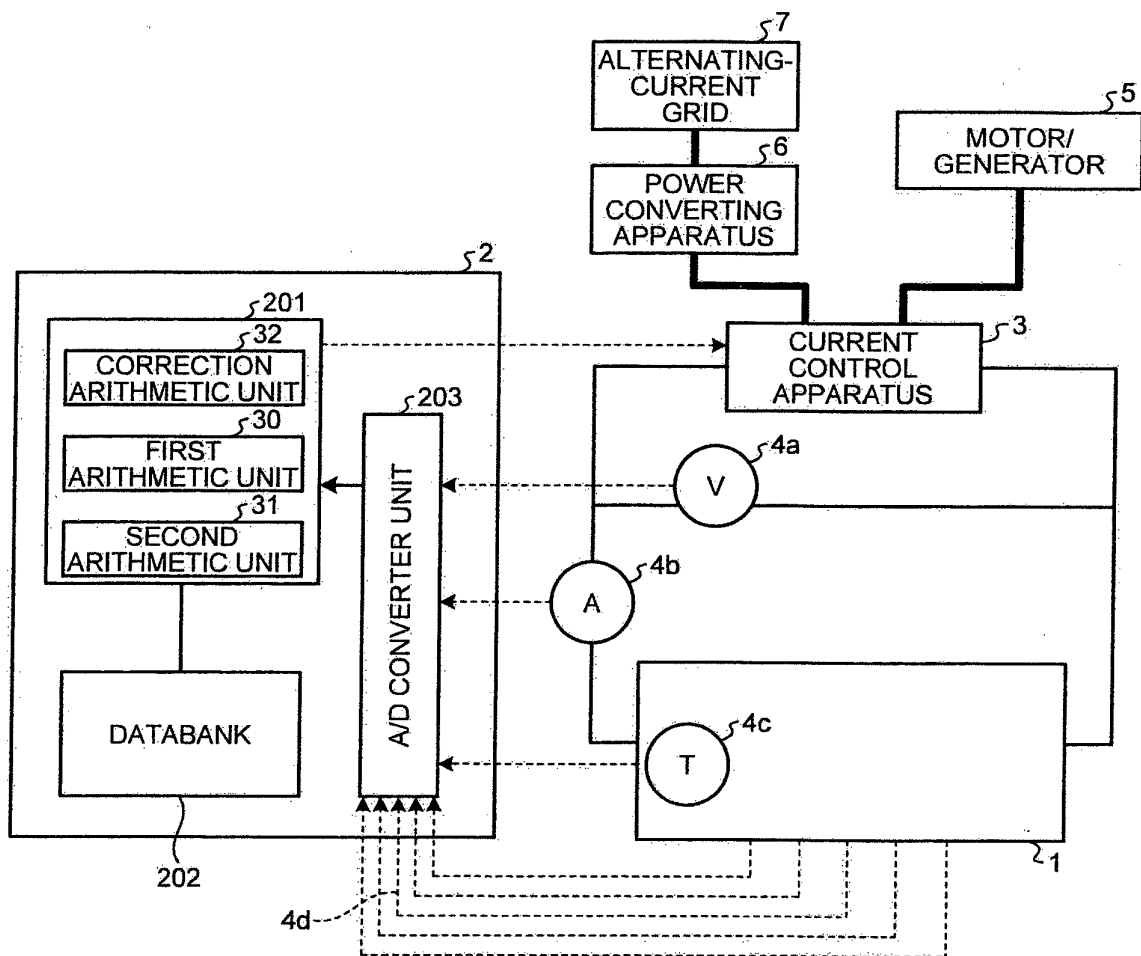 7
ALTERNATING-
CURRENT
GRID
5
MOTOR/
GENERATOR
6
POWER
CONVERTING
APPARATUS
2
201
32
CORRECTION
ARITHMETIC UNIT
3
CURRENT
CONTROL
APPARATUS
203
30
FIRST
ARITHMETIC UNIT
4a
V
31
SECOND
ARITHMETIC UNIT
A/D CONVERTER UNIT
4b
A
DATABANK
4c
T
202
1
4d